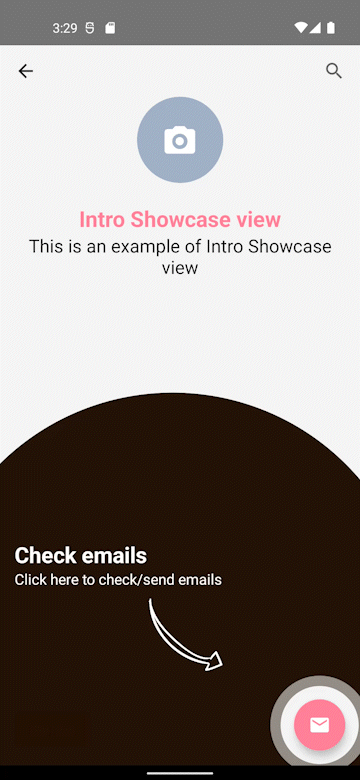 3:29
Intro Showcase view
This is an example of Intro Showcase
view
Check emails
Click here to check/send emails